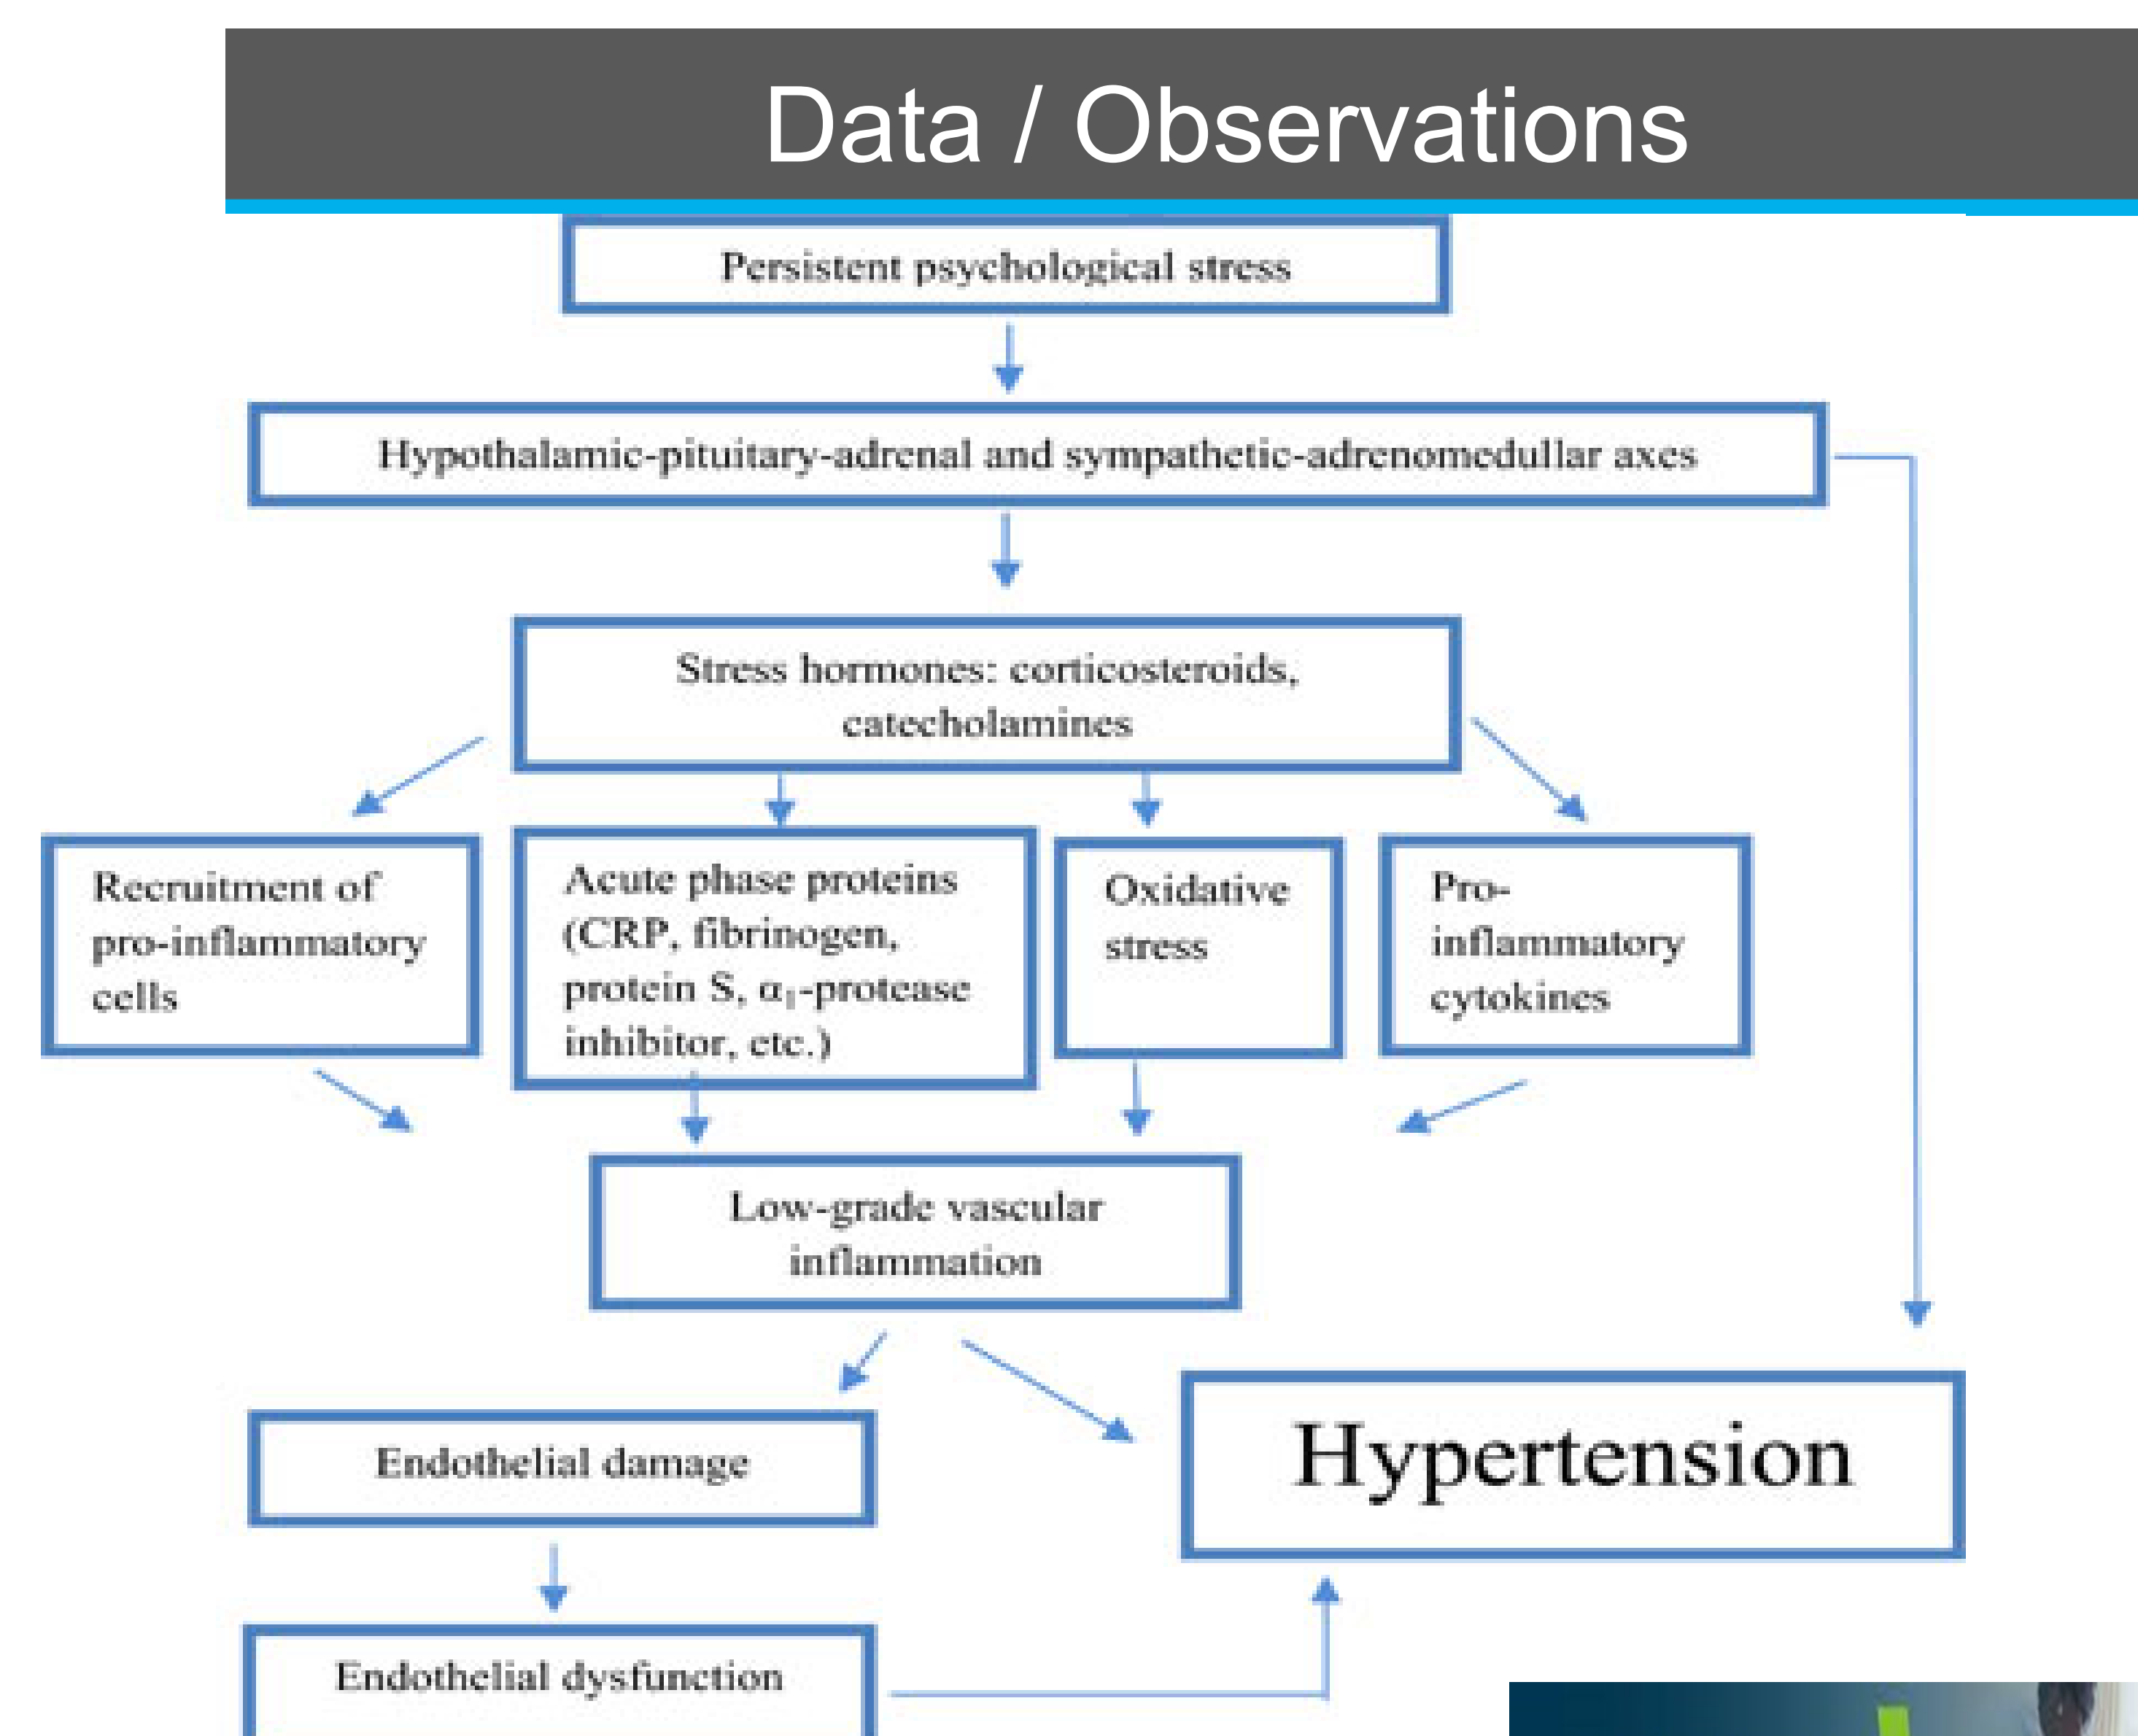 Data / Observations
Persistent psychological stress
Hypothalamic-pituitary-adrenal and sympathetic-adrenomedullar axes
Stress hormones: corticosteroids,
catecholamines
Recruitment of
pro-inflammatory
cells
Acute phase proteins
(CRP, fibrinogen,
protein S, α₁-protease
inhibitor, etc.)
Oxidative
stress
Pro-
inflammatory
cytokines
Low-grade vascular
inflammation
Endothelial damage
Hypertension
Endothelial dysfunction